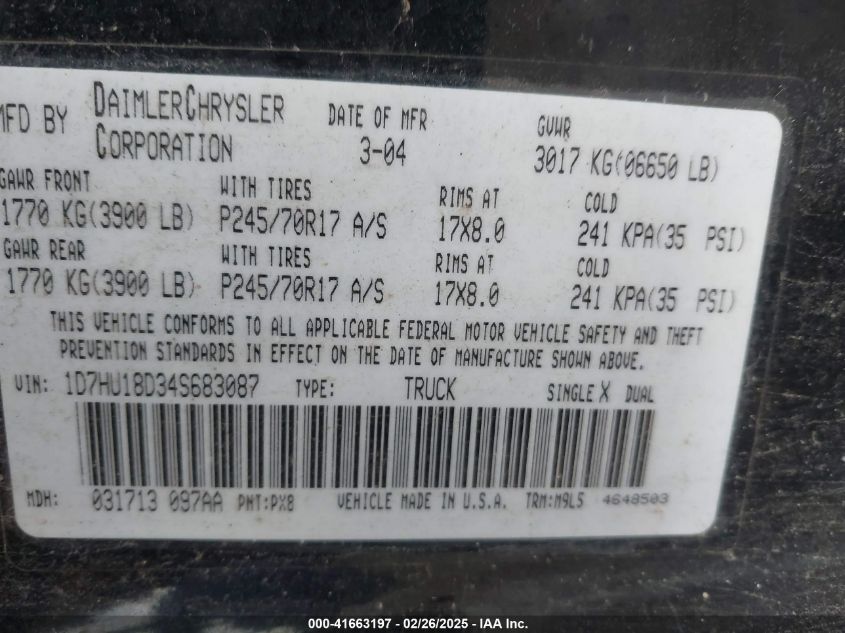 MFD BY DAIMLERCHRYSLER CORPORATION DATE OF MFR 3-04 GVWR 3017 KG(06650 LB)
GAWR FRONT WITH TIRES RIMS AT COLD
1770 KG(3900 LB) P245/70R17 A/S 17X8.0 241 KPA(35 PSI)
GAWR REAR WITH TIRES RIMS AT COLD
1770 KG(3900 LB) P245/70R17 A/S 17X8.0 241 KPA(35 PSI)
THIS VEHICLE CONFORMS TO ALL APPLICABLE FEDERAL MOTOR VEHICLE SAFETY AND THEFT
PREVENTION STANDARDS IN EFFECT ON THE DATE OF MANUFACTURE SHOWN ABOVE.
VIN: 1D7HU18D34S683087 TYPE: TRUCK SINGLE X DUAL
MDH: 031713 097AA PNT:PX8 VEHICLE MADE IN U.S.A. TRM:M9L5 4648503
000-41663197 - 02/26/2025 - IAA Inc.